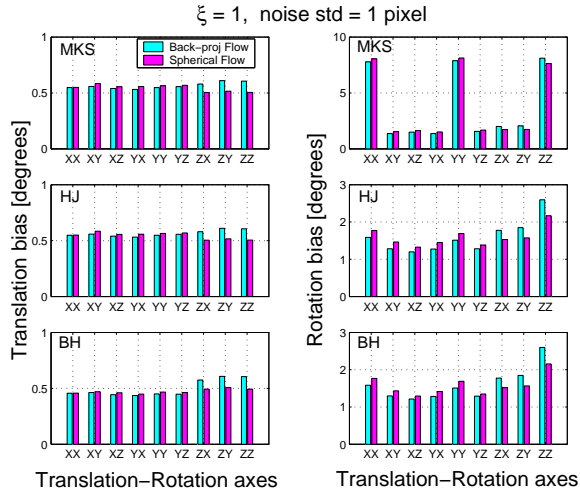 ξ = 1, noise std = 1 pixel
Translation bias [degrees]
1
0.5
0
MKS
Back-proj Flow
Spherical Flow
XX XY XZ YX YY YZ ZX ZY ZZ
1
0.5
0
HJ
XX XY XZ YX YY YZ ZX ZY ZZ
1
0.5
0
BH
XX XY XZ YX YY YZ ZX ZY ZZ
Translation−Rotation axes
Rotation bias [degrees]
10
5
0
MKS
XX XY XZ YX YY YZ ZX ZY ZZ
3
2
1
0
HJ
XX XY XZ YX YY YZ ZX ZY ZZ
3
2
1
0
BH
XX XY XZ YX YY YZ ZX ZY ZZ
Translation−Rotation axes